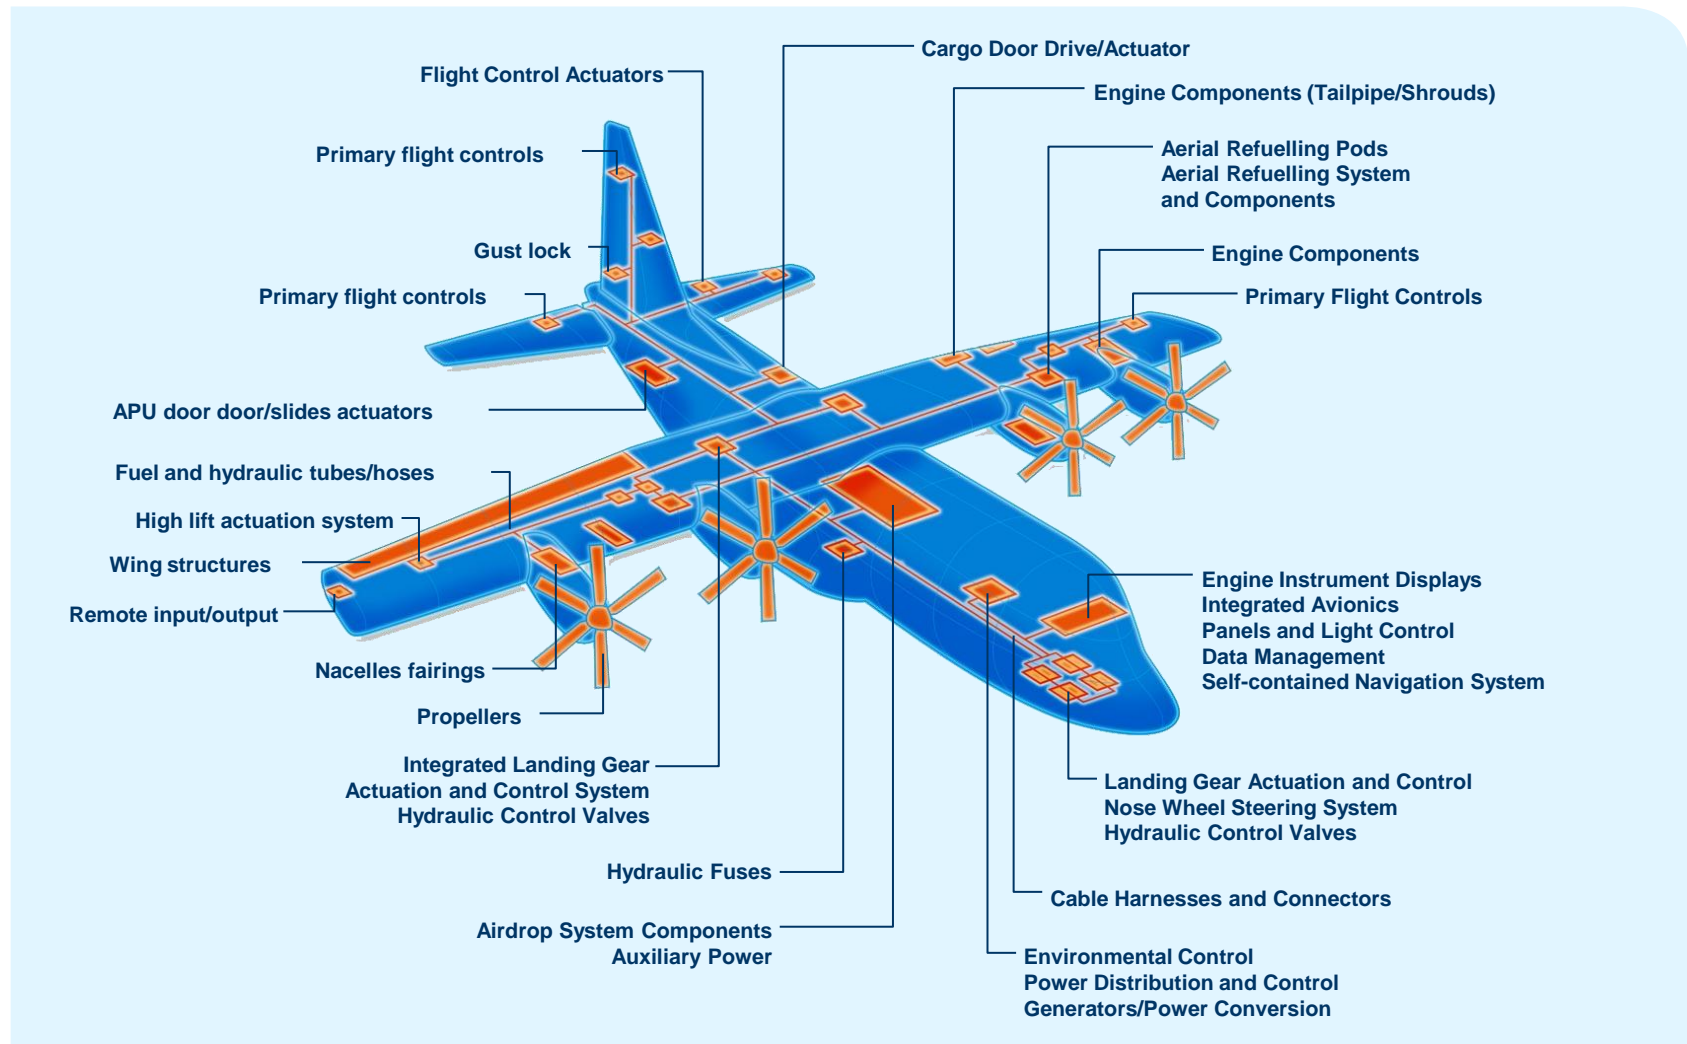 Cargo Door Drive/Actuator
Flight Control Actuators
Engine Components (Tailpipe/Shrouds)
Primary flight controls
Aerial Refuelling Pods
Aerial Refuelling System
and Components
Gust lock
Engine Components
Primary flight controls
Primary Flight Controls
APU door door/slides actuators
Fuel and hydraulic tubes/hoses
High lift actuation system
Wing structures
Remote input/output
Engine Instrument Displays
Integrated Avionics
Panels and Light Control
Data Management
Self-contained Navigation System
Nacelles fairings
Propellers
Integrated Landing Gear
Actuation and Control System
Hydraulic Control Valves
Landing Gear Actuation and Control
Nose Wheel Steering System
Hydraulic Control Valves
Hydraulic Fuses
Cable Harnesses and Connectors
Airdrop System Components
Auxiliary Power
Environmental Control
Power Distribution and Control
Generators/Power Conversion